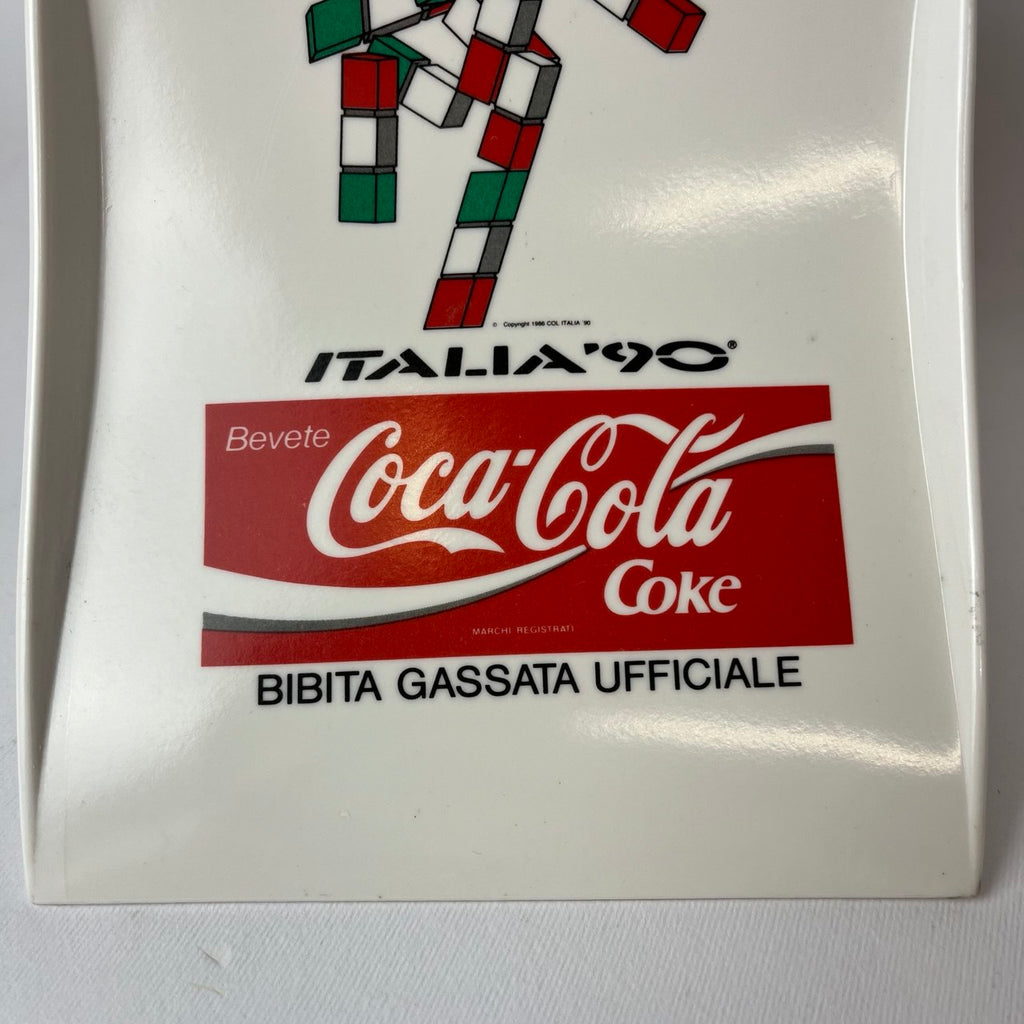 © Copyright 1986 COL ITALIA '90
ITALIA'90®
Bevete
Coca-Cola
Coke
MARCHI REGISTRATI
BIBITA GASSATA UFFICIALE